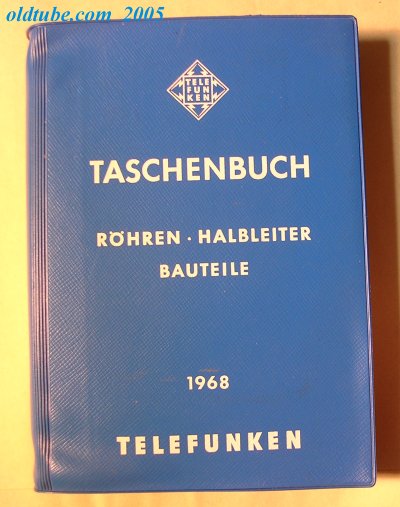 oldtube.com 2005
TELE
FUN
KEN
TASCHENBUCH
RÖHREN · HALBLEITER
BAUTEILE
1968
TELEFUNKEN